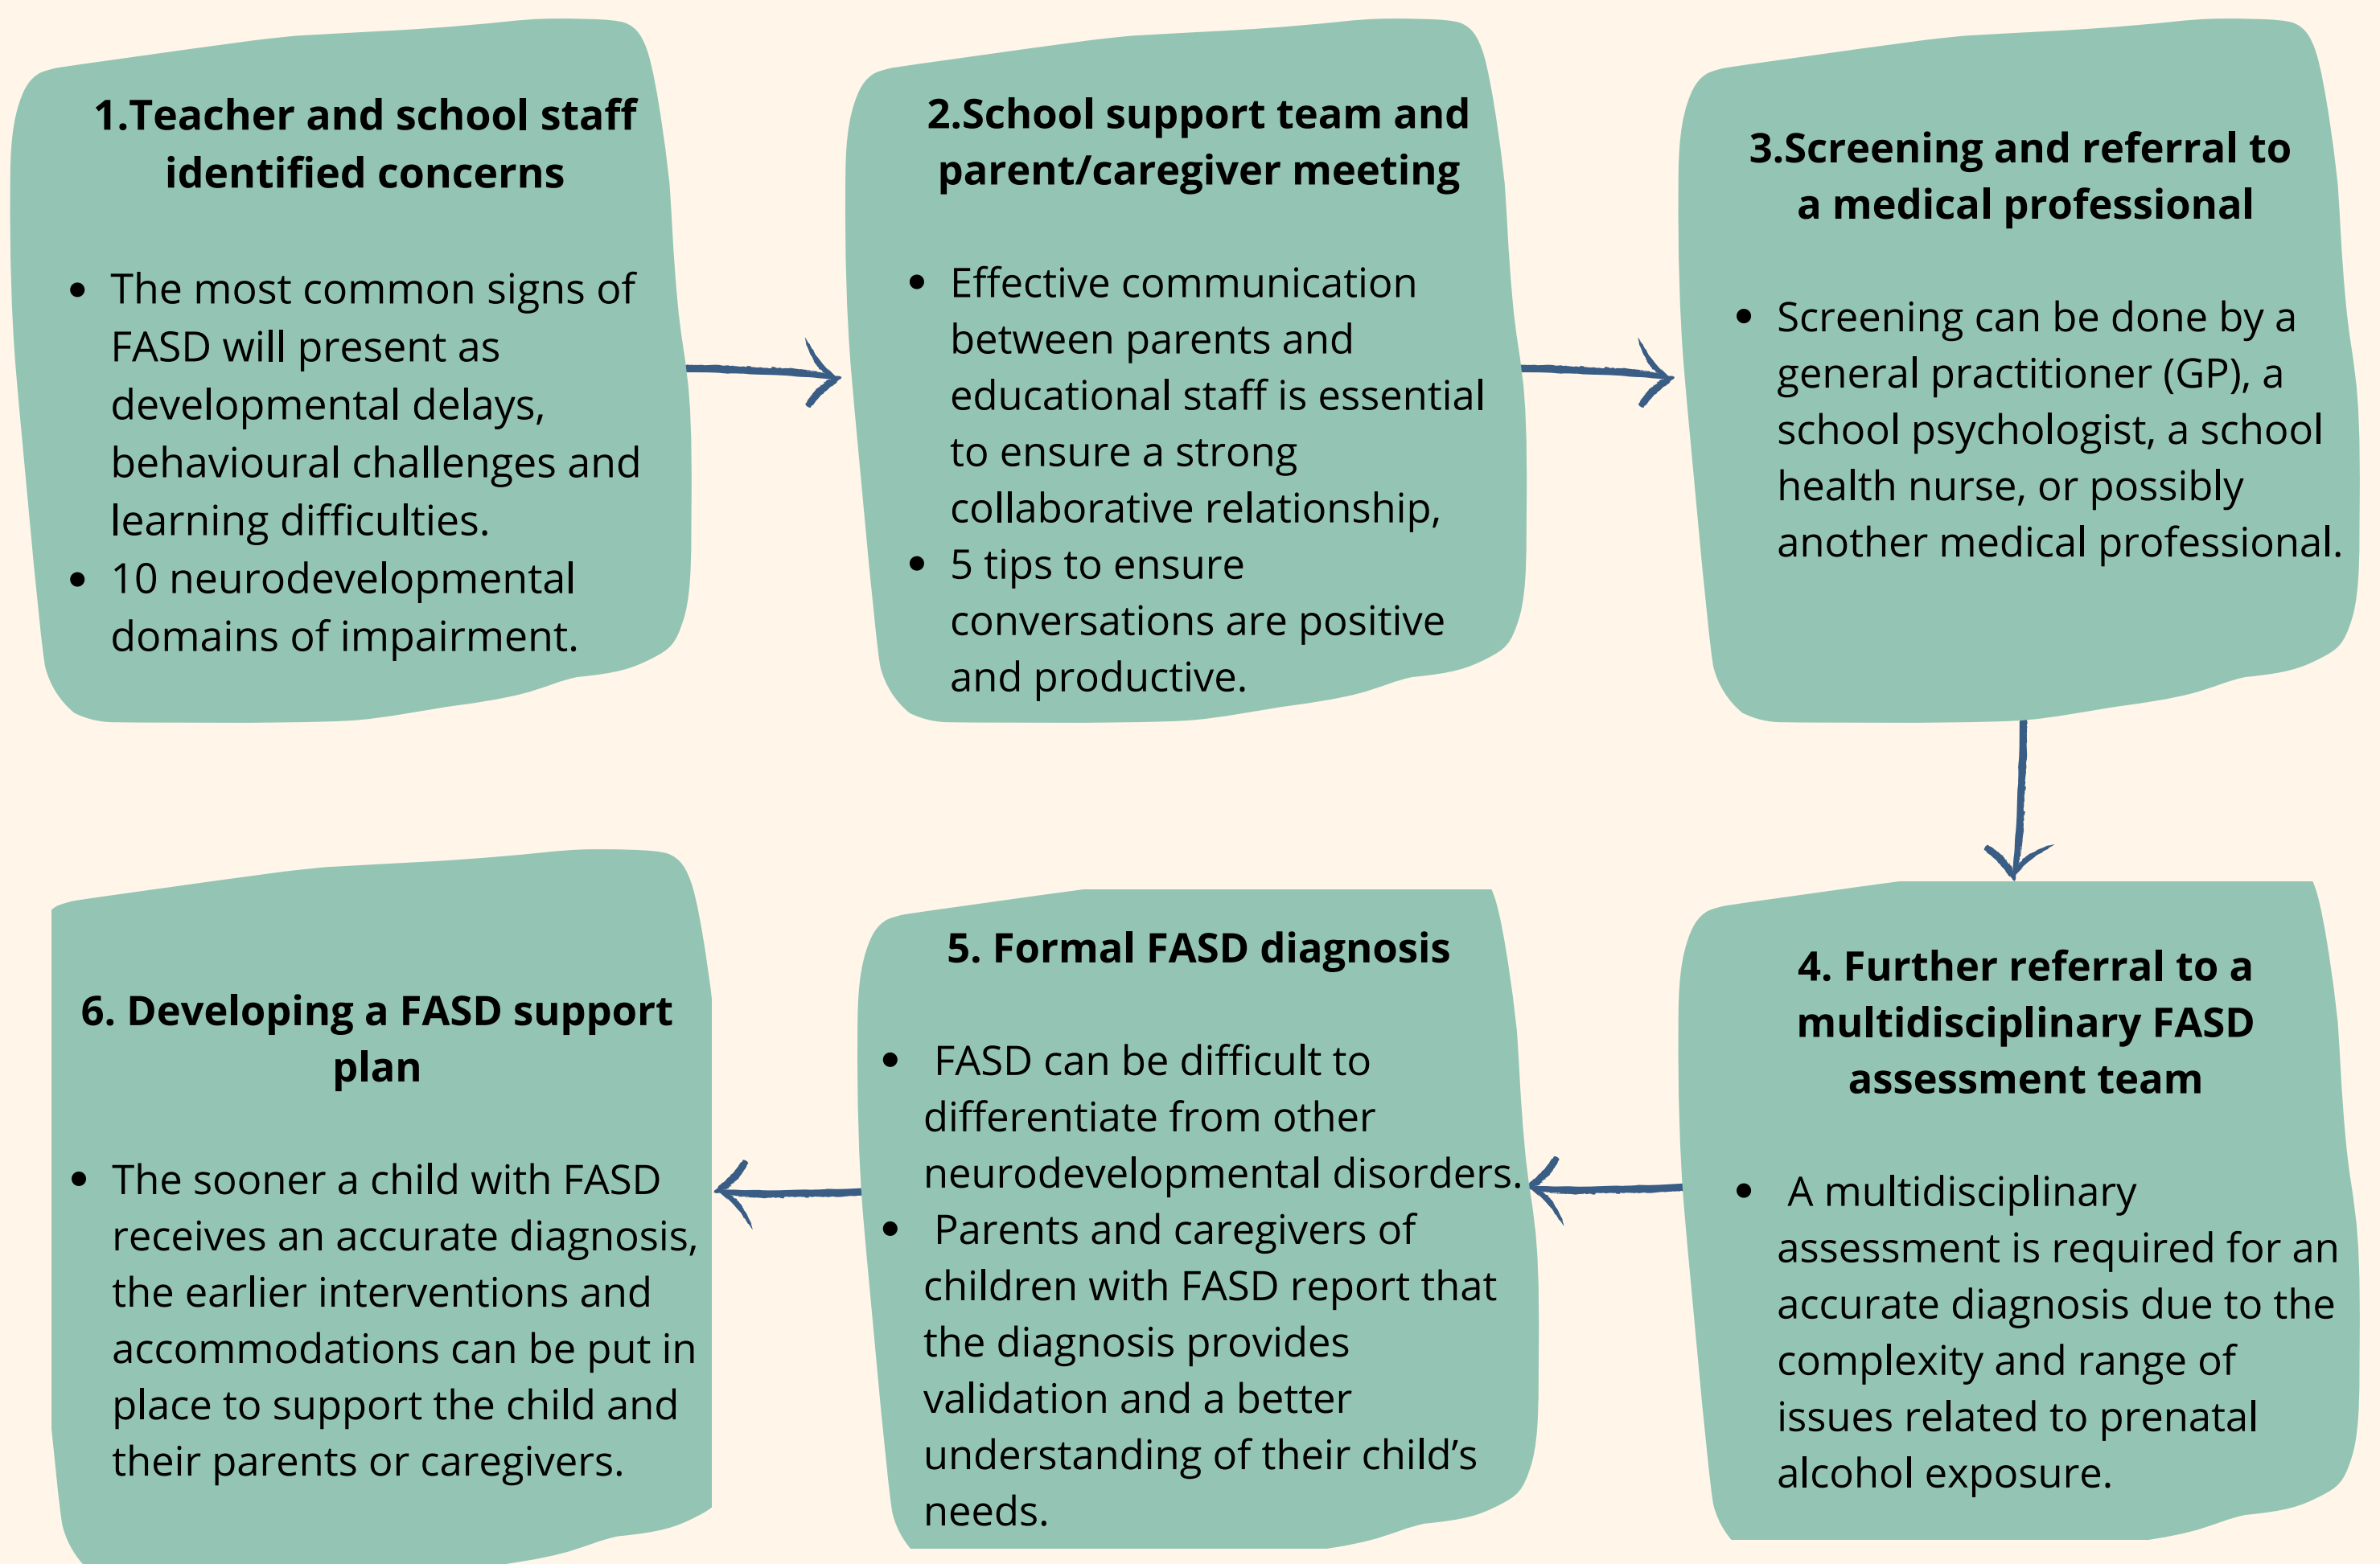 1.Teacher and school staff
identified concerns
• The most common signs of
FASD will present as
developmental delays,
behavioural challenges and
learning difficulties.
• 10 neurodevelopmental
domains of impairment.
2.School support team and
parent/caregiver meeting
• Effective communication
between parents and
educational staff is essential
to ensure a strong
collaborative relationship,
• 5 tips to ensure
conversations are positive
and productive.
3.Screening and referral to
a medical professional
• Screening can be done by a
general practitioner (GP), a
school psychologist, a school
health nurse, or possibly
another medical professional.
4. Further referral to a
multidisciplinary FASD
assessment team
• A multidisciplinary
assessment is required for an
accurate diagnosis due to the
complexity and range of
issues related to prenatal
alcohol exposure.
5. Formal FASD diagnosis
• FASD can be difficult to
differentiate from other
neurodevelopmental disorders.
• Parents and caregivers of
children with FASD report that
the diagnosis provides
validation and a better
understanding of their child’s
needs.
6. Developing a FASD support
plan
• The sooner a child with FASD
receives an accurate diagnosis,
the earlier interventions and
accommodations can be put in
place to support the child and
their parents or caregivers.